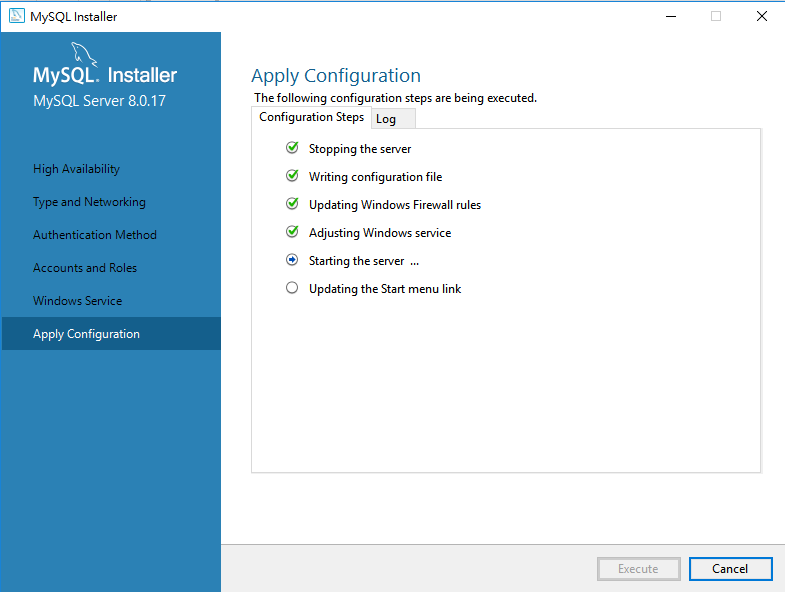 MySQL Installer
MySQL. Installer
MySQL Server 8.0.17
High Availability
Type and Networking
Authentication Method
Accounts and Roles
Windows Service
Apply Configuration
Apply Configuration
The following configuration steps are being executed.
Configuration Steps Log
Stopping the server
Writing configuration file
Updating Windows Firewall rules
Adjusting Windows service
Starting the server ...
Updating the Start menu link
Execute Cancel